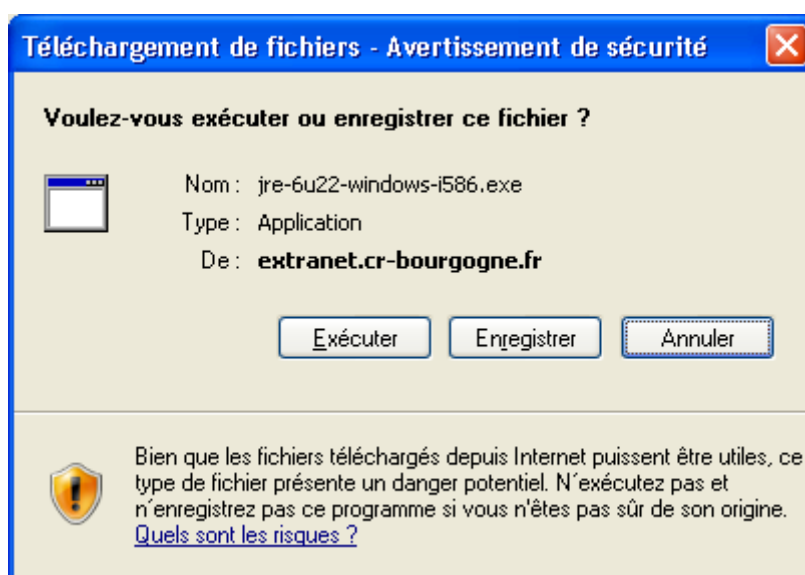 Téléchargement de fichiers - Avertissement de sécurité
Voulez-vous exécuter ou enregistrer ce fichier ?
Nom : jre-6u22-windows-i586.exe
Type : Application
De : extranet.cr-bourgogne.fr
Exécuter Enregistrer Annuler
Bien que les fichiers téléchargés depuis Internet puissent être utiles, ce
type de fichier présente un danger potentiel. N´exécutez pas et
n´enregistrez pas ce programme si vous n'êtes pas sûr de son origine.
Quels sont les risques ?